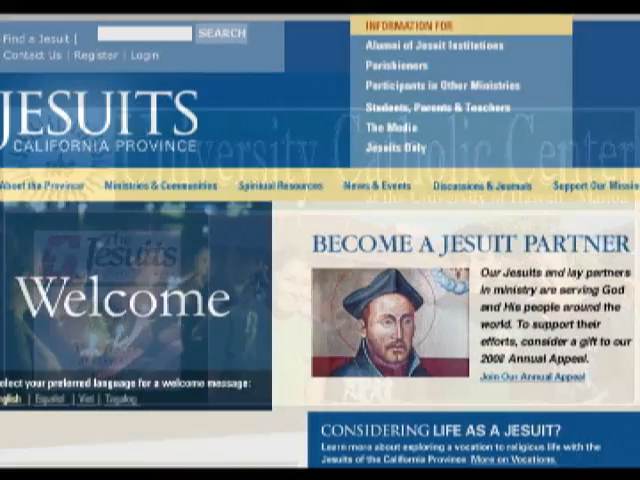 Find a Jesuit |
SEARCH
Contact Us | Register | Login
INFORMATION FOR
Alumni of Jesuit Institutions
Parishioners
Participants in Other Ministries
Students, Parents & Teachers
The Media
Jesuits Only
JESUITS
CALIFORNIA PROVINCE
University Catholic Center
About the Province Ministries & Communities Spiritual Resources News & Events Discussions & Journals Support Our Missio
The
Jesuits
Welcome
elect your preferred language for a welcome message:
nglish | Español | Viet | Tagalog
BECOME A JESUIT PARTNER
Our Jesuits and lay partners
in ministry are serving God
and His people around the
world. To support their
efforts, consider a gift to our
2008 Annual Appeal.
Join Our Annual Appeal
CONSIDERING LIFE AS A JESUIT?
Learn more about exploring a vocation to religious life with the
Jesuits of the California Province. More on Vocations.